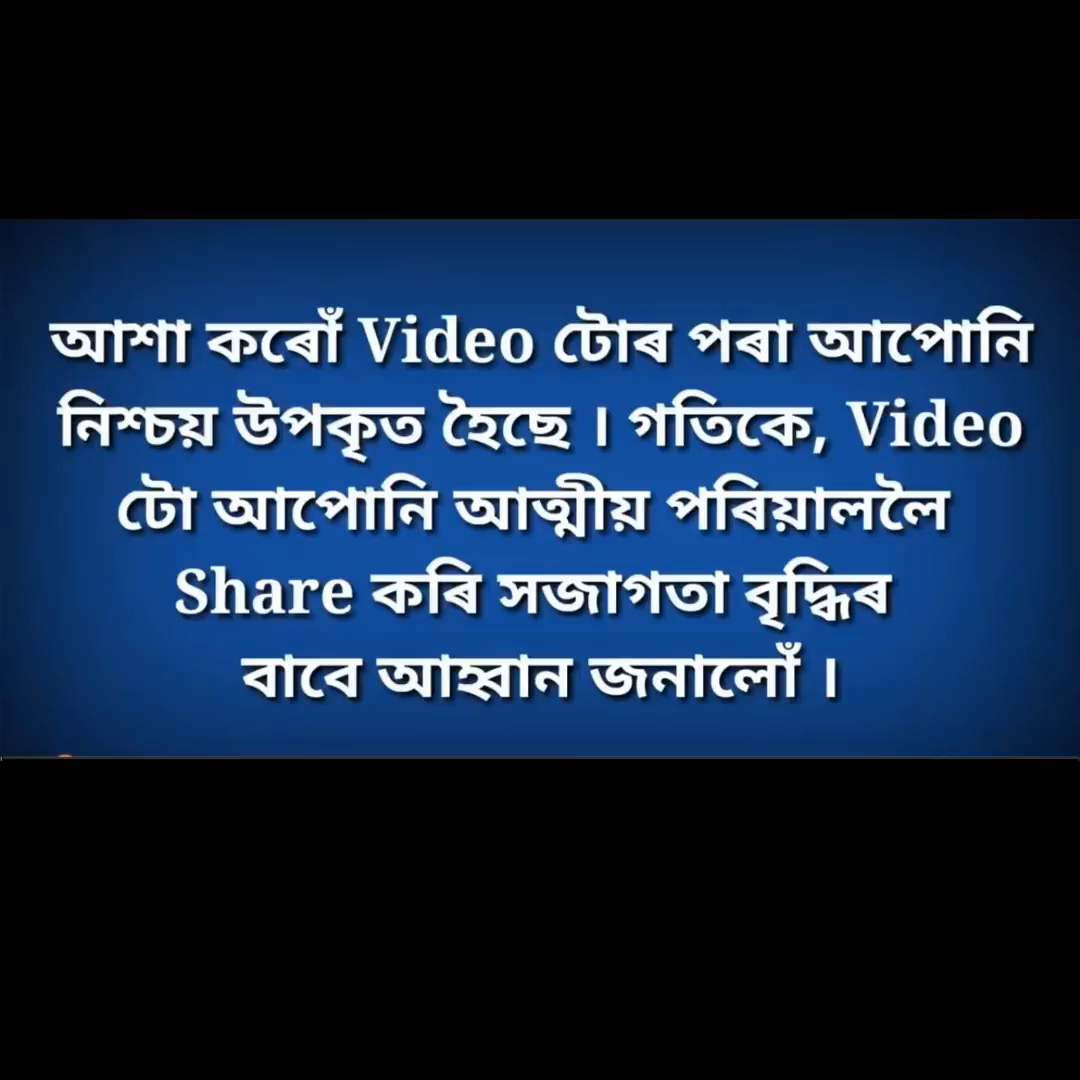 আশা কৰোঁ Video টোৰ পৰা আপোনি
নিশ্চয় উপকৃত হৈছে । গতিকে, Video
টো আপোনি আত্মীয় পৰিয়াললৈ
Share কৰি সজাগতা বৃদ্ধিৰ
বাবে আহ্বান জনালোঁ ।